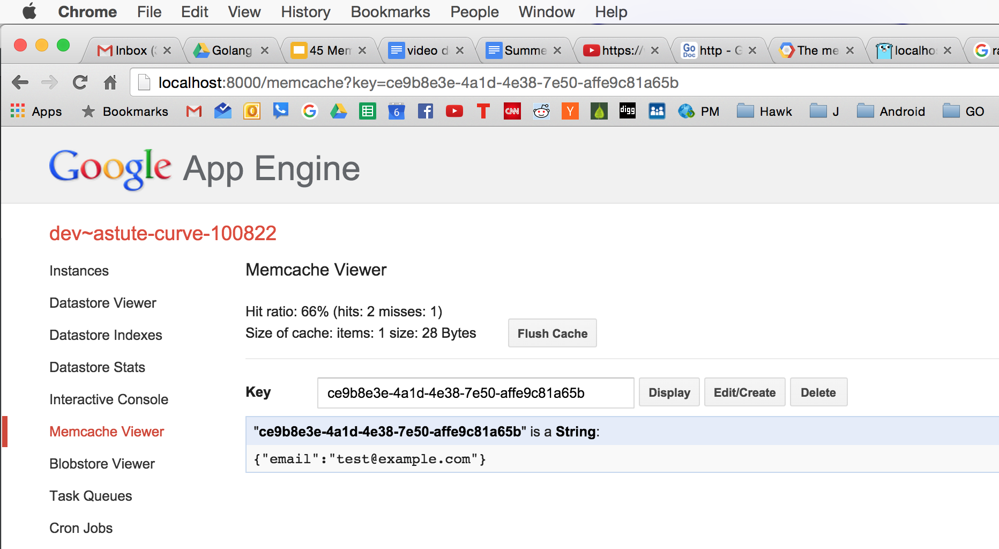 Chrome File Edit View History Bookmarks People Window Help
Inbox ( Golang 45 Mem video d Summe https:// Go Doc http - G The me localho
localhost:8000/memcache?key=ce9b8e3e-4a1d-4e38-7e50-affe9c81a65b
Apps Bookmarks 6 CNN Y digg PM Hawk J Android GO
Google App Engine
dev~astute-curve-100822
Instances
Datastore Viewer
Datastore Indexes
Datastore Stats
Interactive Console
Memcache Viewer
Blobstore Viewer
Task Queues
Cron Jobs
Memcache Viewer
Hit ratio: 66% (hits: 2 misses: 1)
Size of cache: items: 1 size: 28 Bytes Flush Cache
Key ce9b8e3e-4a1d-4e38-7e50-affe9c81a65b Display Edit/Create Delete
"ce9b8e3e-4a1d-4e38-7e50-affe9c81a65b" is a String:
{"email":"test@example.com"}